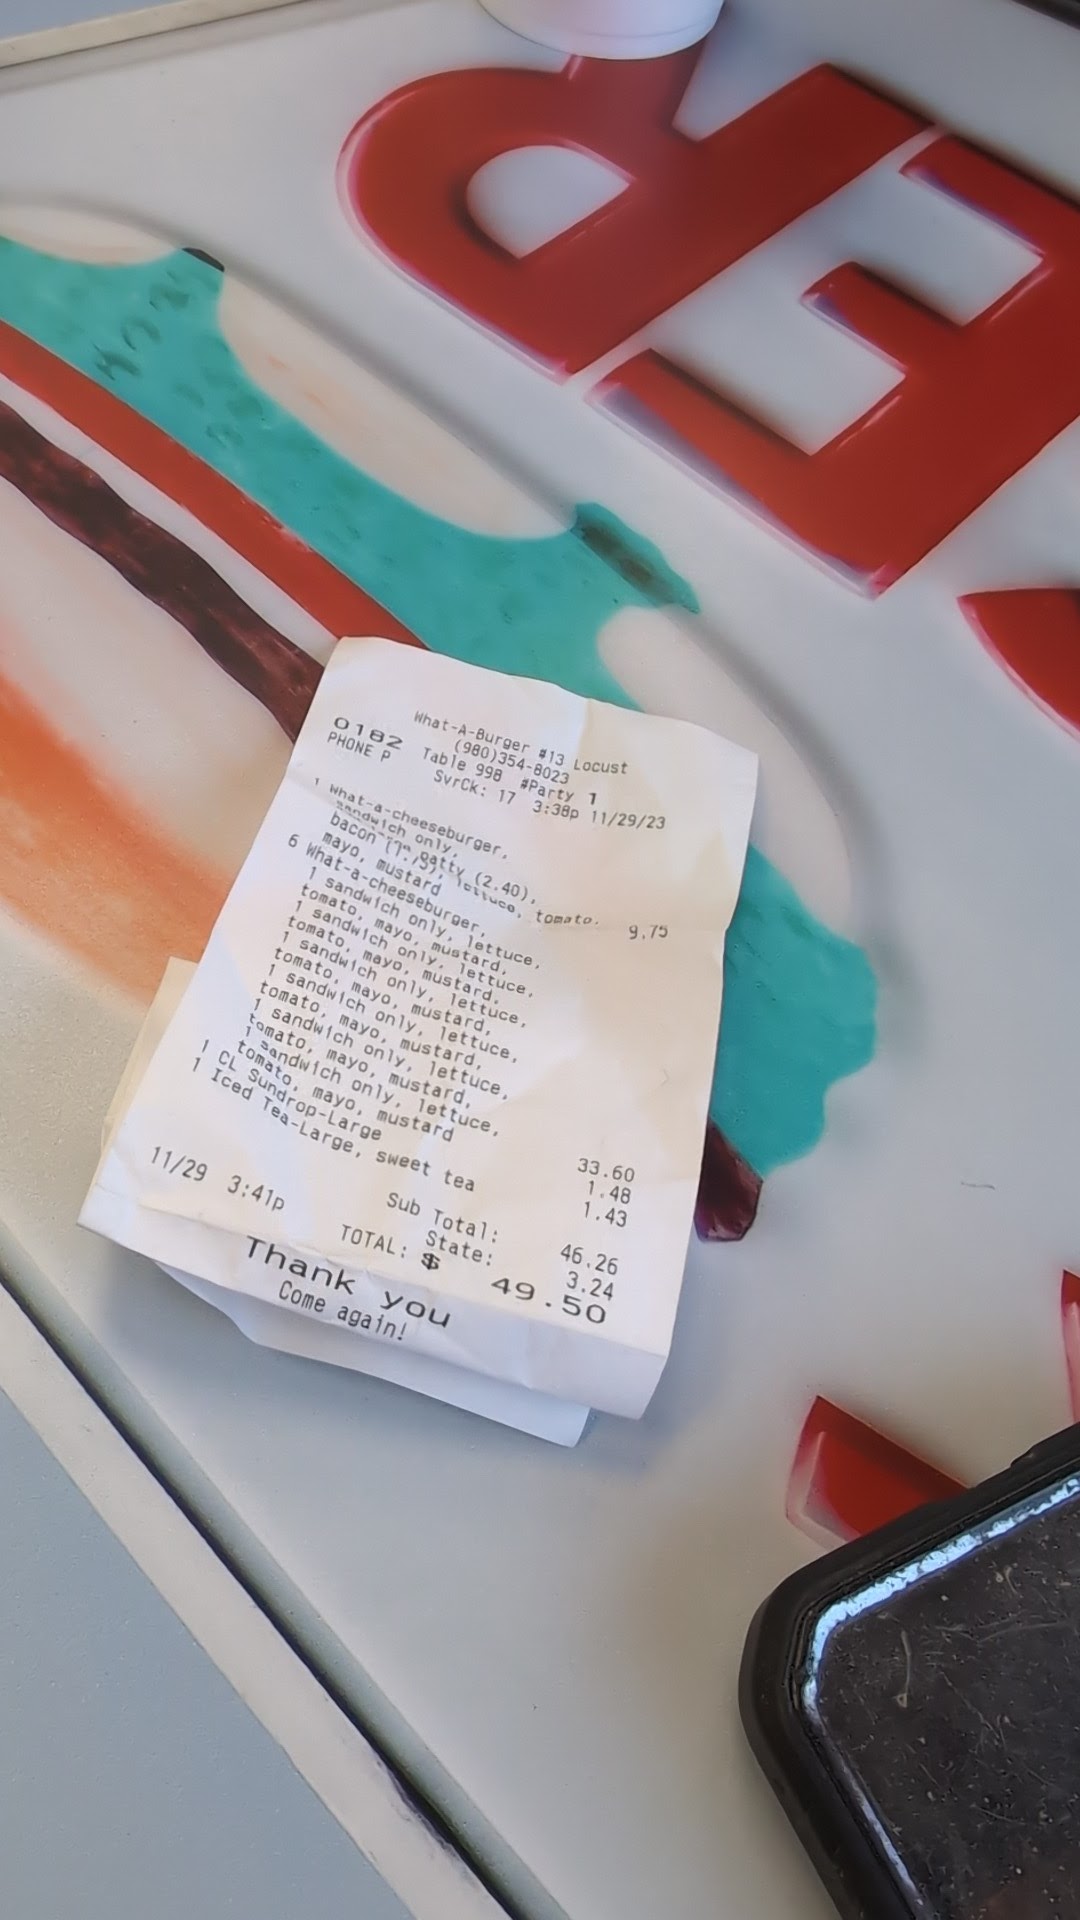 What-A-Burger #13 Locust
(980)354-8023
0182 Table 998 #Party 1
PHONE P SvrCk: 17 3:38p 11/29/23
1 What-a-cheeseburger,
sandwich only,
patty (2.40),
bacon lettuce, tomato.
mayo, mustard 9.75
6 What-a-cheeseburger,
1 sandwich only, lettuce,
tomato, mayo, mustard,
1 sandwich only, lettuce,
tomato, mayo, mustard,
1 sandwich only, lettuce,
tomato, mayo, mustard,
1 sandwich only, lettuce,
tomato, mayo, mustard,
1 sandwich only, lettuce,
tomato, mayo, mustard,
1 sandwich only, lettuce,
tomato, mayo, mustard 33.60
1 CL Sundrop-Large 1.48
1 Iced Tea-Large, sweet tea 1.43
Sub Total: 46.26
State: 3.24
11/29 3:41p TOTAL: $ 49.50
Thank you
Come again!